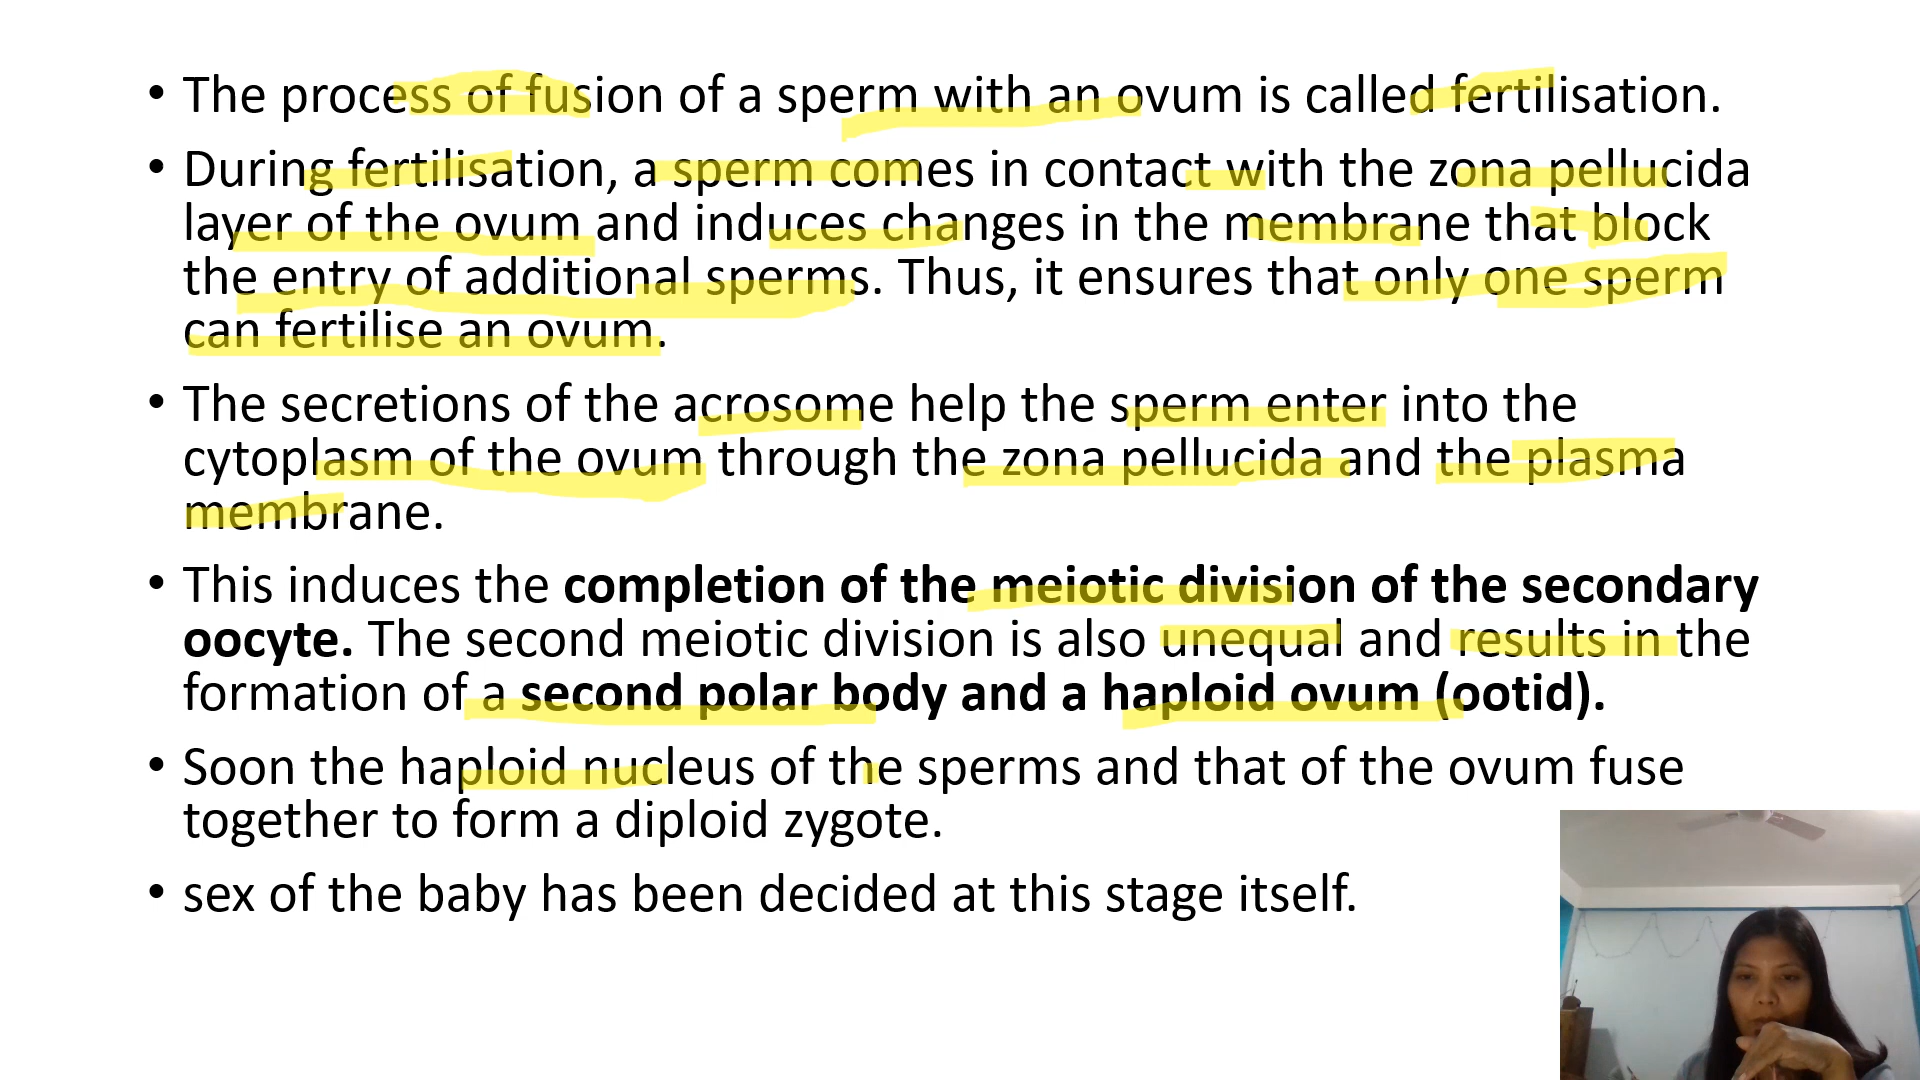 • The process of fusion of a sperm with an ovum is called fertilisation.
• During fertilisation, a sperm comes in contact with the zona pellucida
layer of the ovum and induces changes in the membrane that block
the entry of additional sperms. Thus, it ensures that only one sperm
can fertilise an ovum.
• The secretions of the acrosome help the sperm enter into the
cytoplasm of the ovum through the zona pellucida and the plasma
membrane.
• This induces the completion of the meiotic division of the secondary
oocyte. The second meiotic division is also unequal and results in the
formation of a second polar body and a haploid ovum (ootid).
• Soon the haploid nucleus of the sperms and that of the ovum fuse
together to form a diploid zygote.
• sex of the baby has been decided at this stage itself.